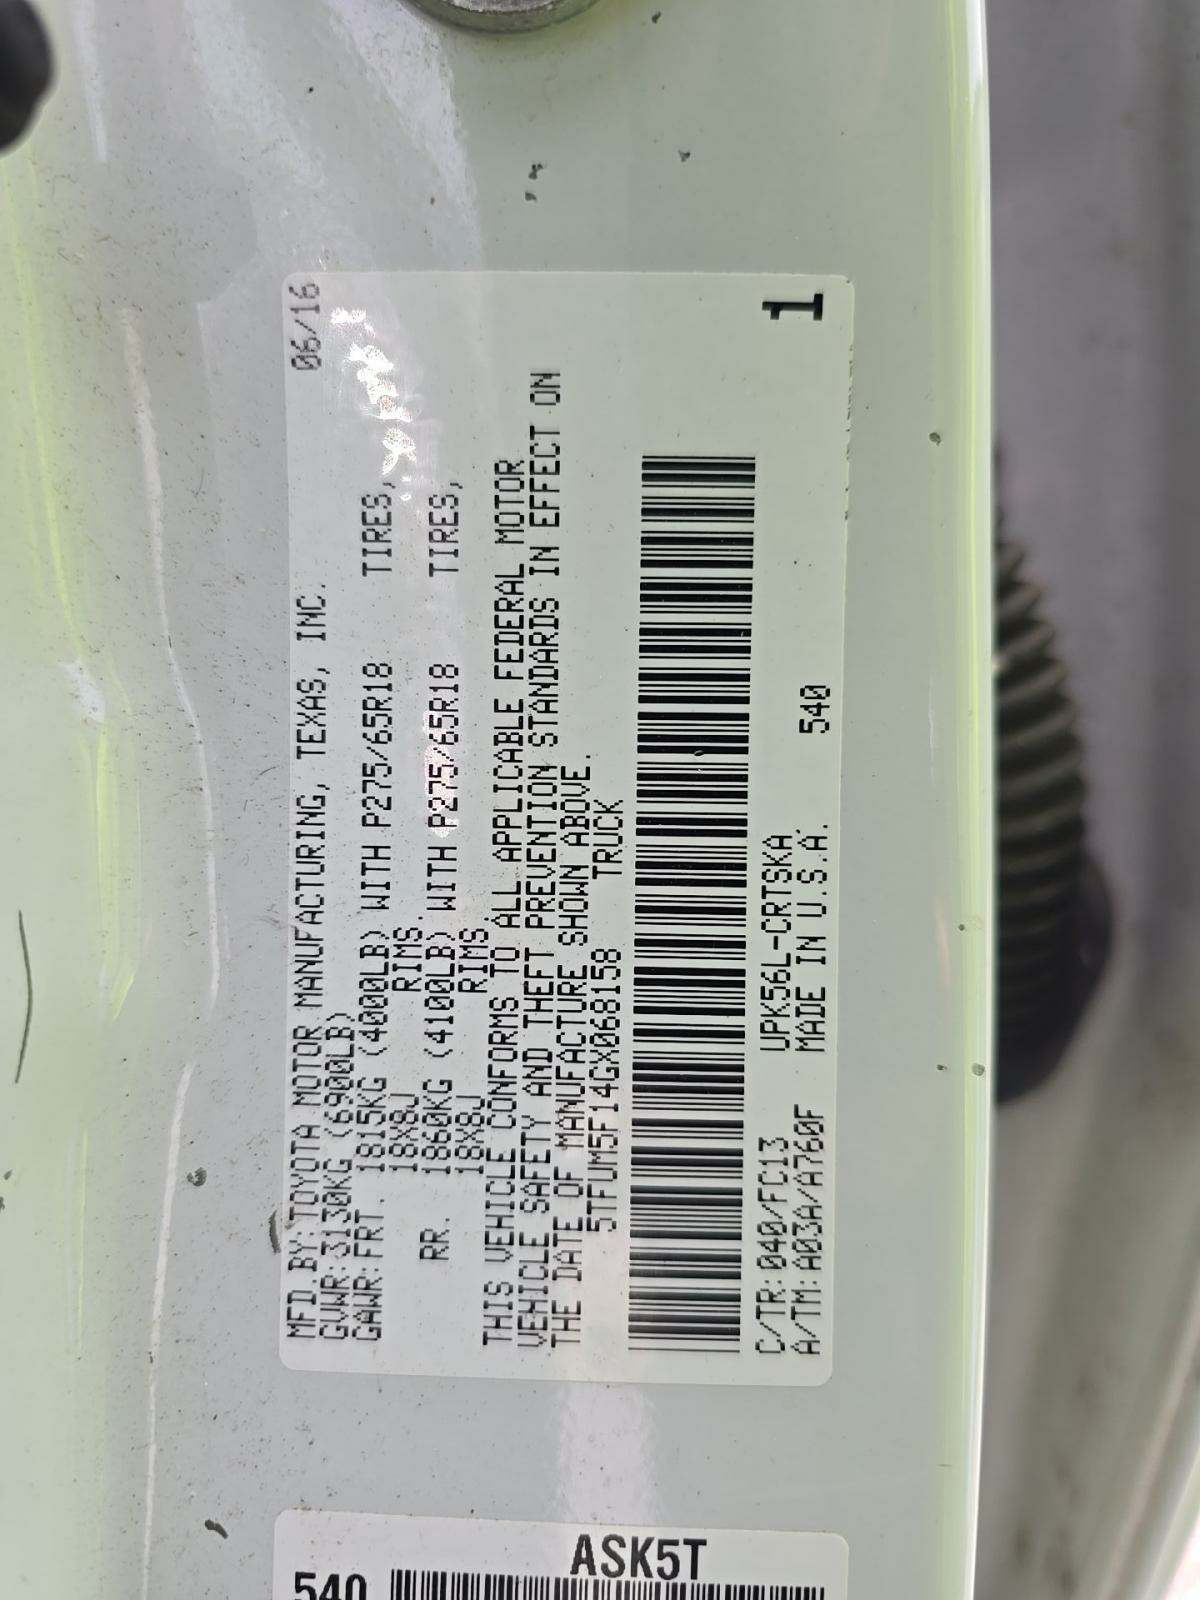 MFD.BY:TOYOTA MOTOR MANUFACTURING, TEXAS, INC. 06/16
GVWR:3130KG (6900LB)
GAWR:FRT. 1815KG (4000LB) WITH P275/65R18 TIRES,
18X8J RIMS.
RR. 1860KG (4100LB) WITH P275/65R18 TIRES,
18X8J RIMS.
THIS VEHICLE CONFORMS TO ALL APPLICABLE FEDERAL MOTOR
VEHICLE SAFETY AND THEFT PREVENTION STANDARDS IN EFFECT ON
THE DATE OF MANUFACTURE SHOWN ABOVE.
5TFUM5F14GX068158 TRUCK
C/TR:040/FC13 UPK56L-CRTSKA
A/TM:A03A/A760F MADE IN U.S.A. 540 1
ASK5T
540